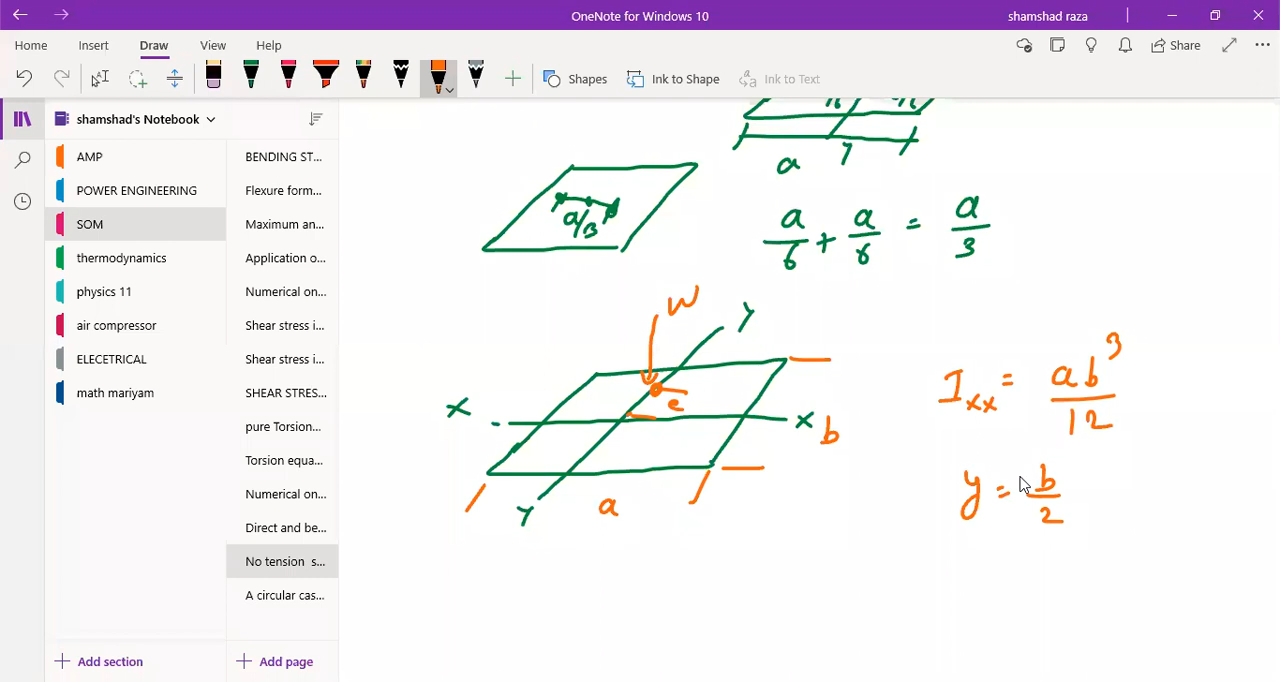 OneNote for Windows 10
shamshad raza
Home Insert Draw View Help
Share
Shapes Ink to Shape Ink to Text
shamshad's Notebook
AMP
POWER ENGINEERING
SOM
thermodynamics
physics 11
air compressor
ELECETRICAL
math mariyam
Add section
BENDING ST...
Flexure form...
Maximum an...
Application o...
Numerical on...
Shear stress i...
Shear stress i...
SHEAR STRES...
pure Torsion...
Torsion equa...
Numerical on...
Direct and be...
No tension s...
A circular cas...
Add page
y
a
a/3
a/6 + a/6 = a/3
W
y
x
e
x
b
y
a
Ixx = ab³/12
y = b/2